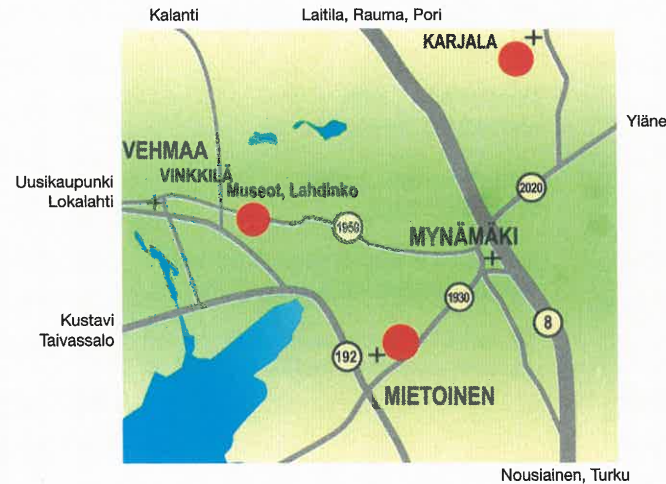 Kalanti
Laitila, Rauma, Pori
KARJALA
Yläne
VEHMAA
VINKKILÄ
Uusikaupunki
Lokalahti
Museot, Lahdinko
2020
1950
MYNÄMÄKI
1930
Kustavi
Taivassalo
8
192
MIETOINEN
Nousiainen, Turku